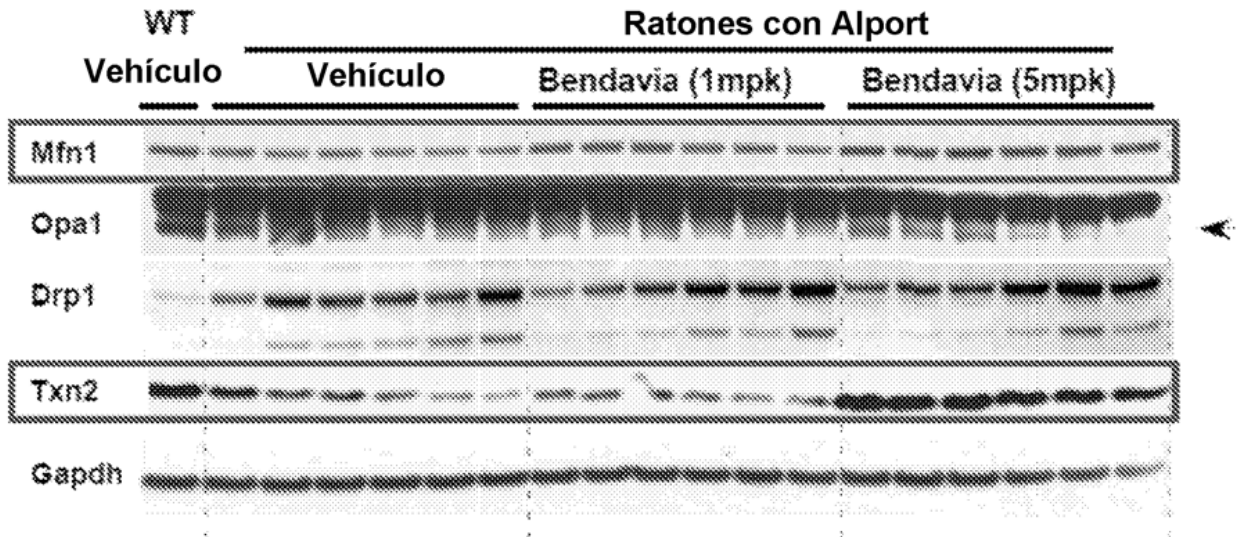 WT
Ratones con Alport
Vehículo Vehículo Bendavia (1mpk) Bendavia (5mpk)
Mfn1
Opa1
Drp1
Txn2
Gapdh